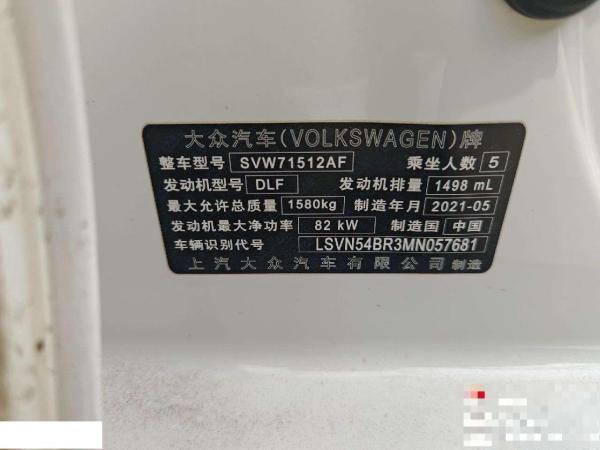 大众汽车(VOLKSWAGEN)牌
整车型号 SVW71512AF 乘坐人数 5
发动机型号 DLF 发动机排量 1498 mL
最大允许总质量 1580kg 制造年月 2021-05
发动机最大净功率 82 kW 制造国 中国
车辆识别代号 LSVN54BR3MN057681
上汽大众汽车有限公司 制造